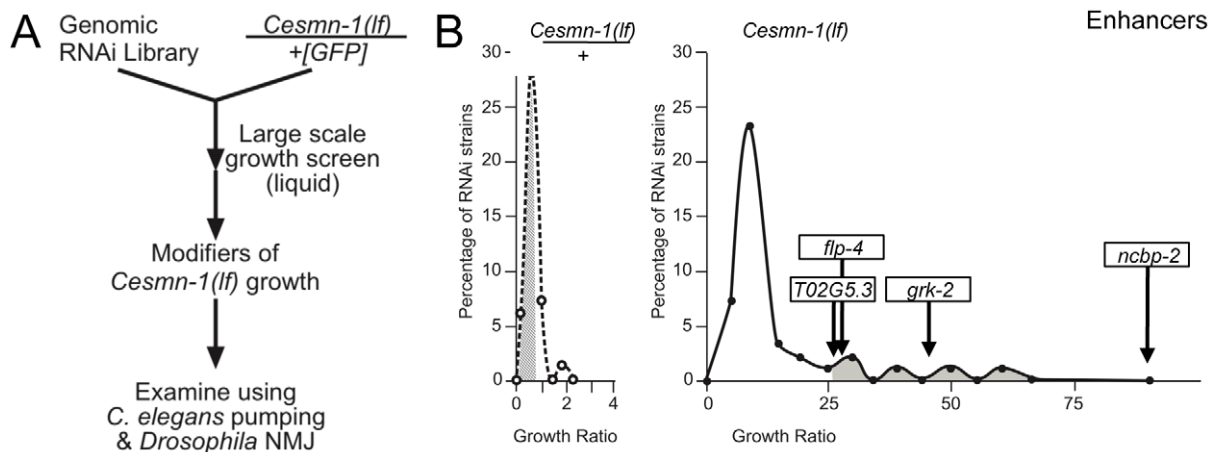 A
Genomic
RNAi Library
Cesmn-1(lf)
+[GFP]
Large scale
growth screen
(liquid)
Modifiers of
Cesmn-1(lf) growth
Examine using
C. elegans pumping
& Drosophila NMJ
B
Cesmn-1(lf)
+
Percentage of RNAi strains
30
25
20
15
10
5
0
0 2 4
Growth Ratio
Cesmn-1(lf)
Enhancers
Percentage of RNAi strains
30
25
20
15
10
5
0
flp-4
T02G5.3
grk-2
ncbp-2
0 25 50 75
Growth Ratio